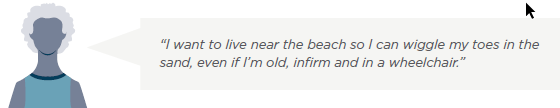 “I want to live near the beach so I can wiggle my toes in the
sand, even if I’m old, infirm and in a wheelchair.”